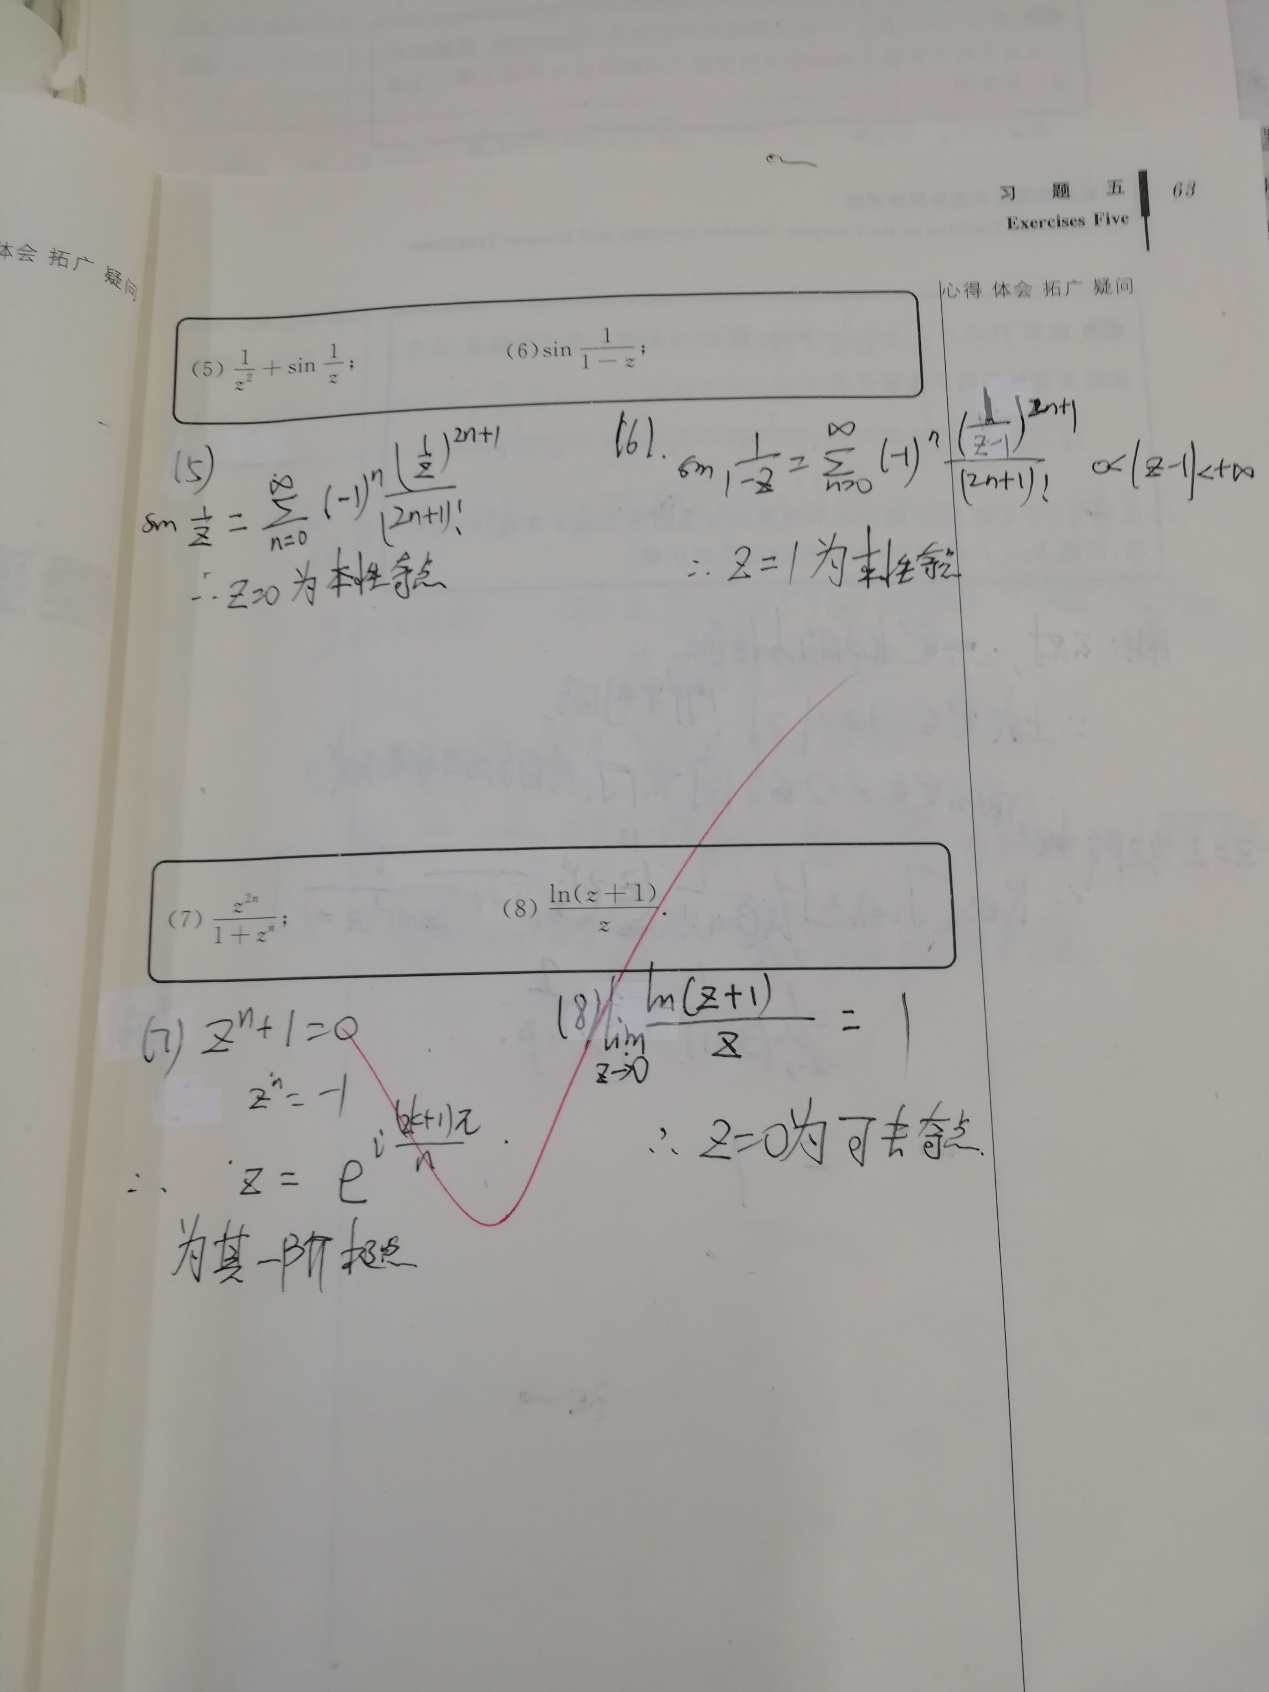 习 题 五 63
Exercises Five
体会 拓广 疑问
心得 体会 拓广 疑问
(5) 1/z² + sin 1/z; (6) sin 1/(1−z);
(5)
sin 1/z = ∑_{n=0}^{∞} (-1)^n (1/z)^{2n+1}/(2n+1)!
∴ z=0 为本性奇点
(6). sin 1/(1-z) = ∑_{n=0}^{∞} (-1)^n (1/(z-1))^{2n+1}/(2n+1)! 0<|z-1|<+∞
∴ z=1 为本性奇点
(7) z^{2n}/(1+z^n); (8) ln(z+1)/z.
(7) z^n+1=0
z^n=-1
∴ z = e^{i (2k+1)π/n}.
为其一阶极点
(8) lim_{z→0} ln(z+1)/z = 1
∴ z=0为可去奇点.